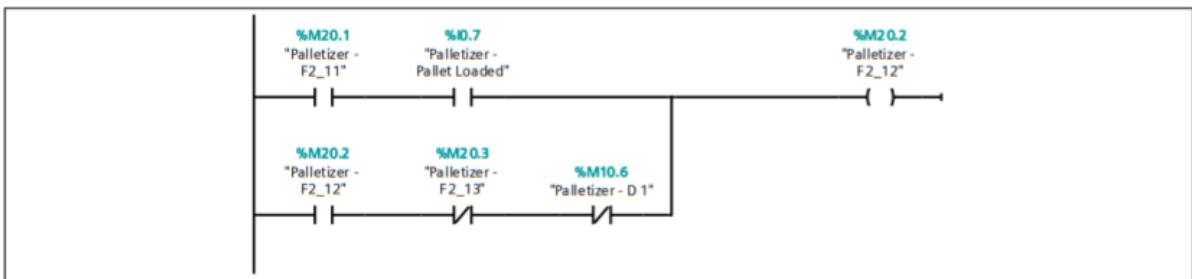 %M20.1
"Palletizer -
F2_11"
%I0.7
"Palletizer -
Pallet Loaded"
%M20.2
"Palletizer -
F2_12"
%M20.2
"Palletizer -
F2_12"
%M20.3
"Palletizer -
F2_13"
%M10.6
"Palletizer - D 1"